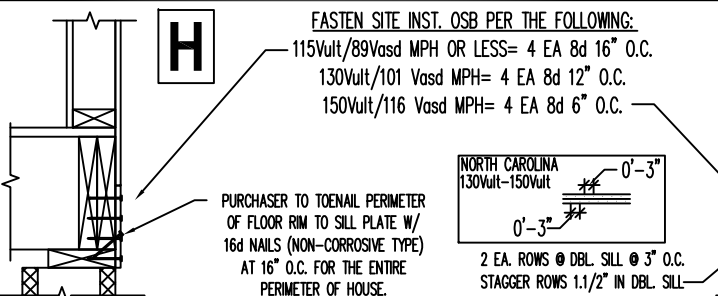 H
FASTEN SITE INST. OSB PER THE FOLLOWING:
115Vult/89Vasd MPH OR LESS= 4 EA 8d 16" O.C.
130Vult/101 Vasd MPH= 4 EA 8d 12" O.C.
150Vult/116 Vasd MPH= 4 EA 8d 6" O.C.
PURCHASER TO TOENAIL PERIMETER
OF FLOOR RIM TO SILL PLATE W/
16d NAILS (NON-CORROSIVE TYPE)
AT 16" O.C. FOR THE ENTIRE
PERIMETER OF HOUSE.
NORTH CAROLINA
130Vult-150Vult
0'-3"
0'-3"
2 EA. ROWS @ DBL. SILL @ 3" O.C.
STAGGER ROWS 1.1/2" IN DBL. SILL